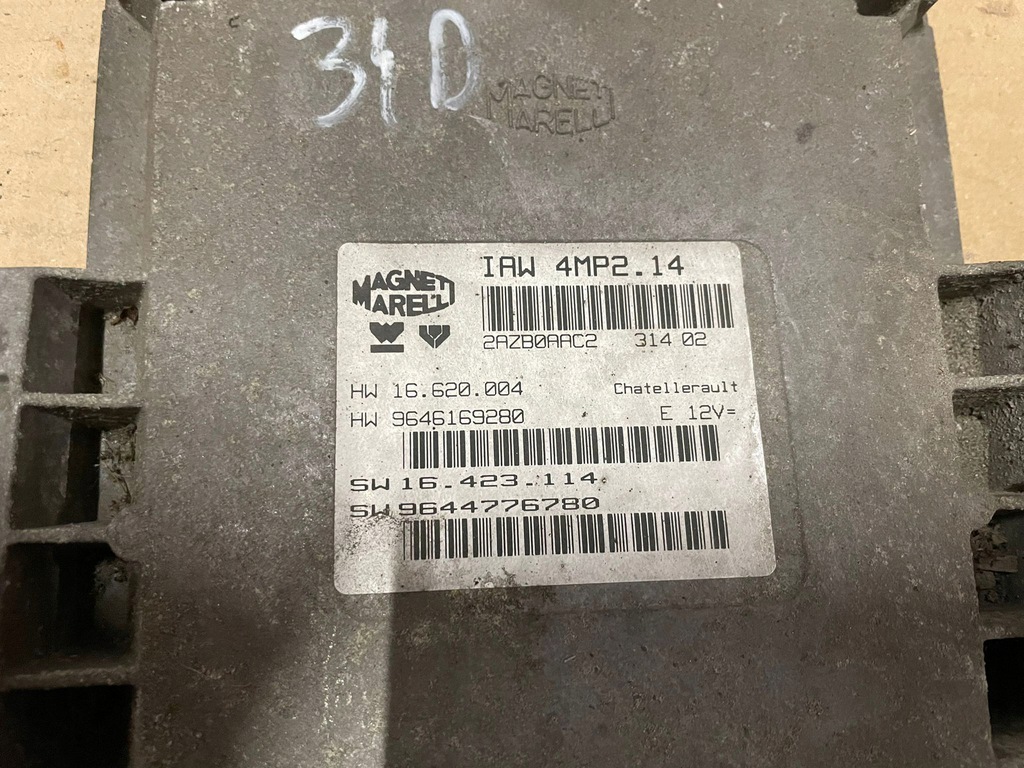 31D
MAGNETI
MARELLI
IAW 4MP2.14
MAGNETI
MARELLI
2AZB0AAC2 314 02
HW 16.620.004 Chatellerault
HW 9646169280 E 12V=
SW 16.423.114
SW 9644776780